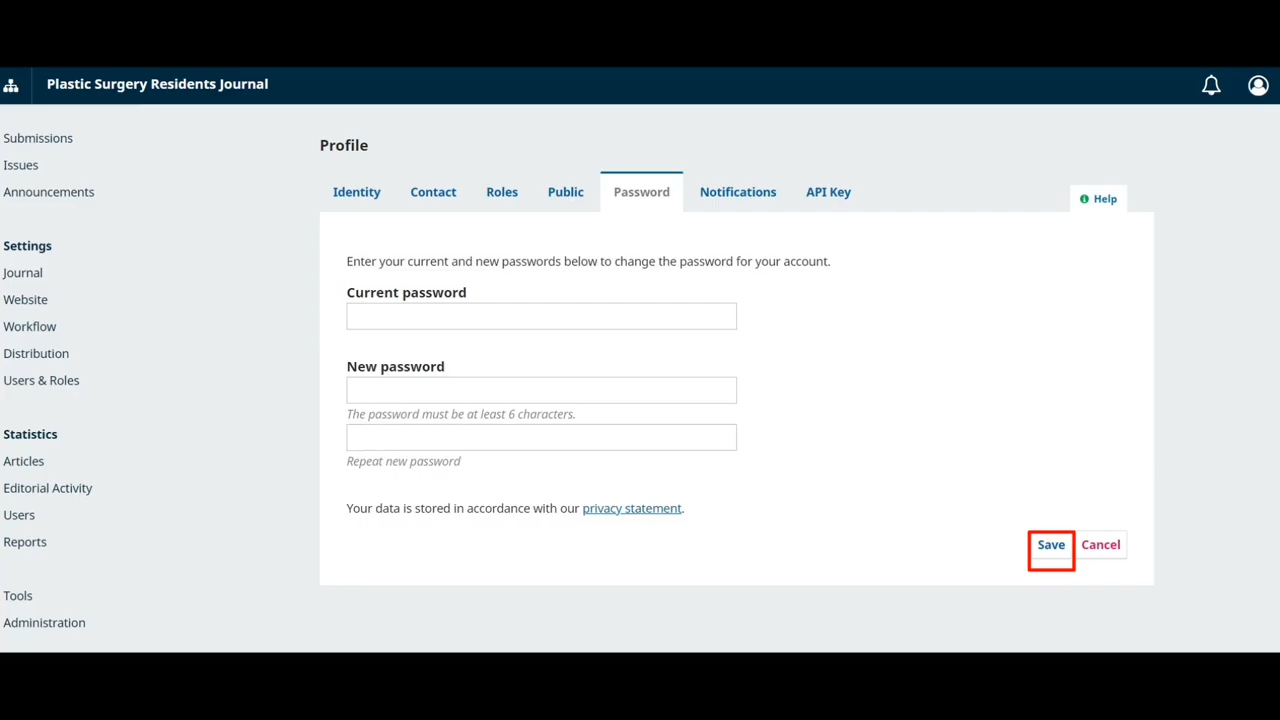 Plastic Surgery Residents Journal
Submissions
Issues
Announcements
Settings
Journal
Website
Workflow
Distribution
Users & Roles
Statistics
Articles
Editorial Activity
Users
Reports
Tools
Administration
Profile
Identity Contact Roles Public Password Notifications API Key
Help
Enter your current and new passwords below to change the password for your account.
Current password
New password
The password must be at least 6 characters.
Repeat new password
Your data is stored in accordance with our privacy statement.
Save Cancel